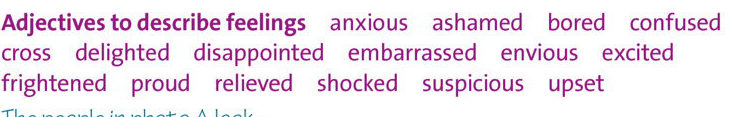 Adjectives to describe feelings anxious ashamed bored confused
cross delighted disappointed embarrassed envious excited
frightened proud relieved shocked suspicious upset
The people in photo A look